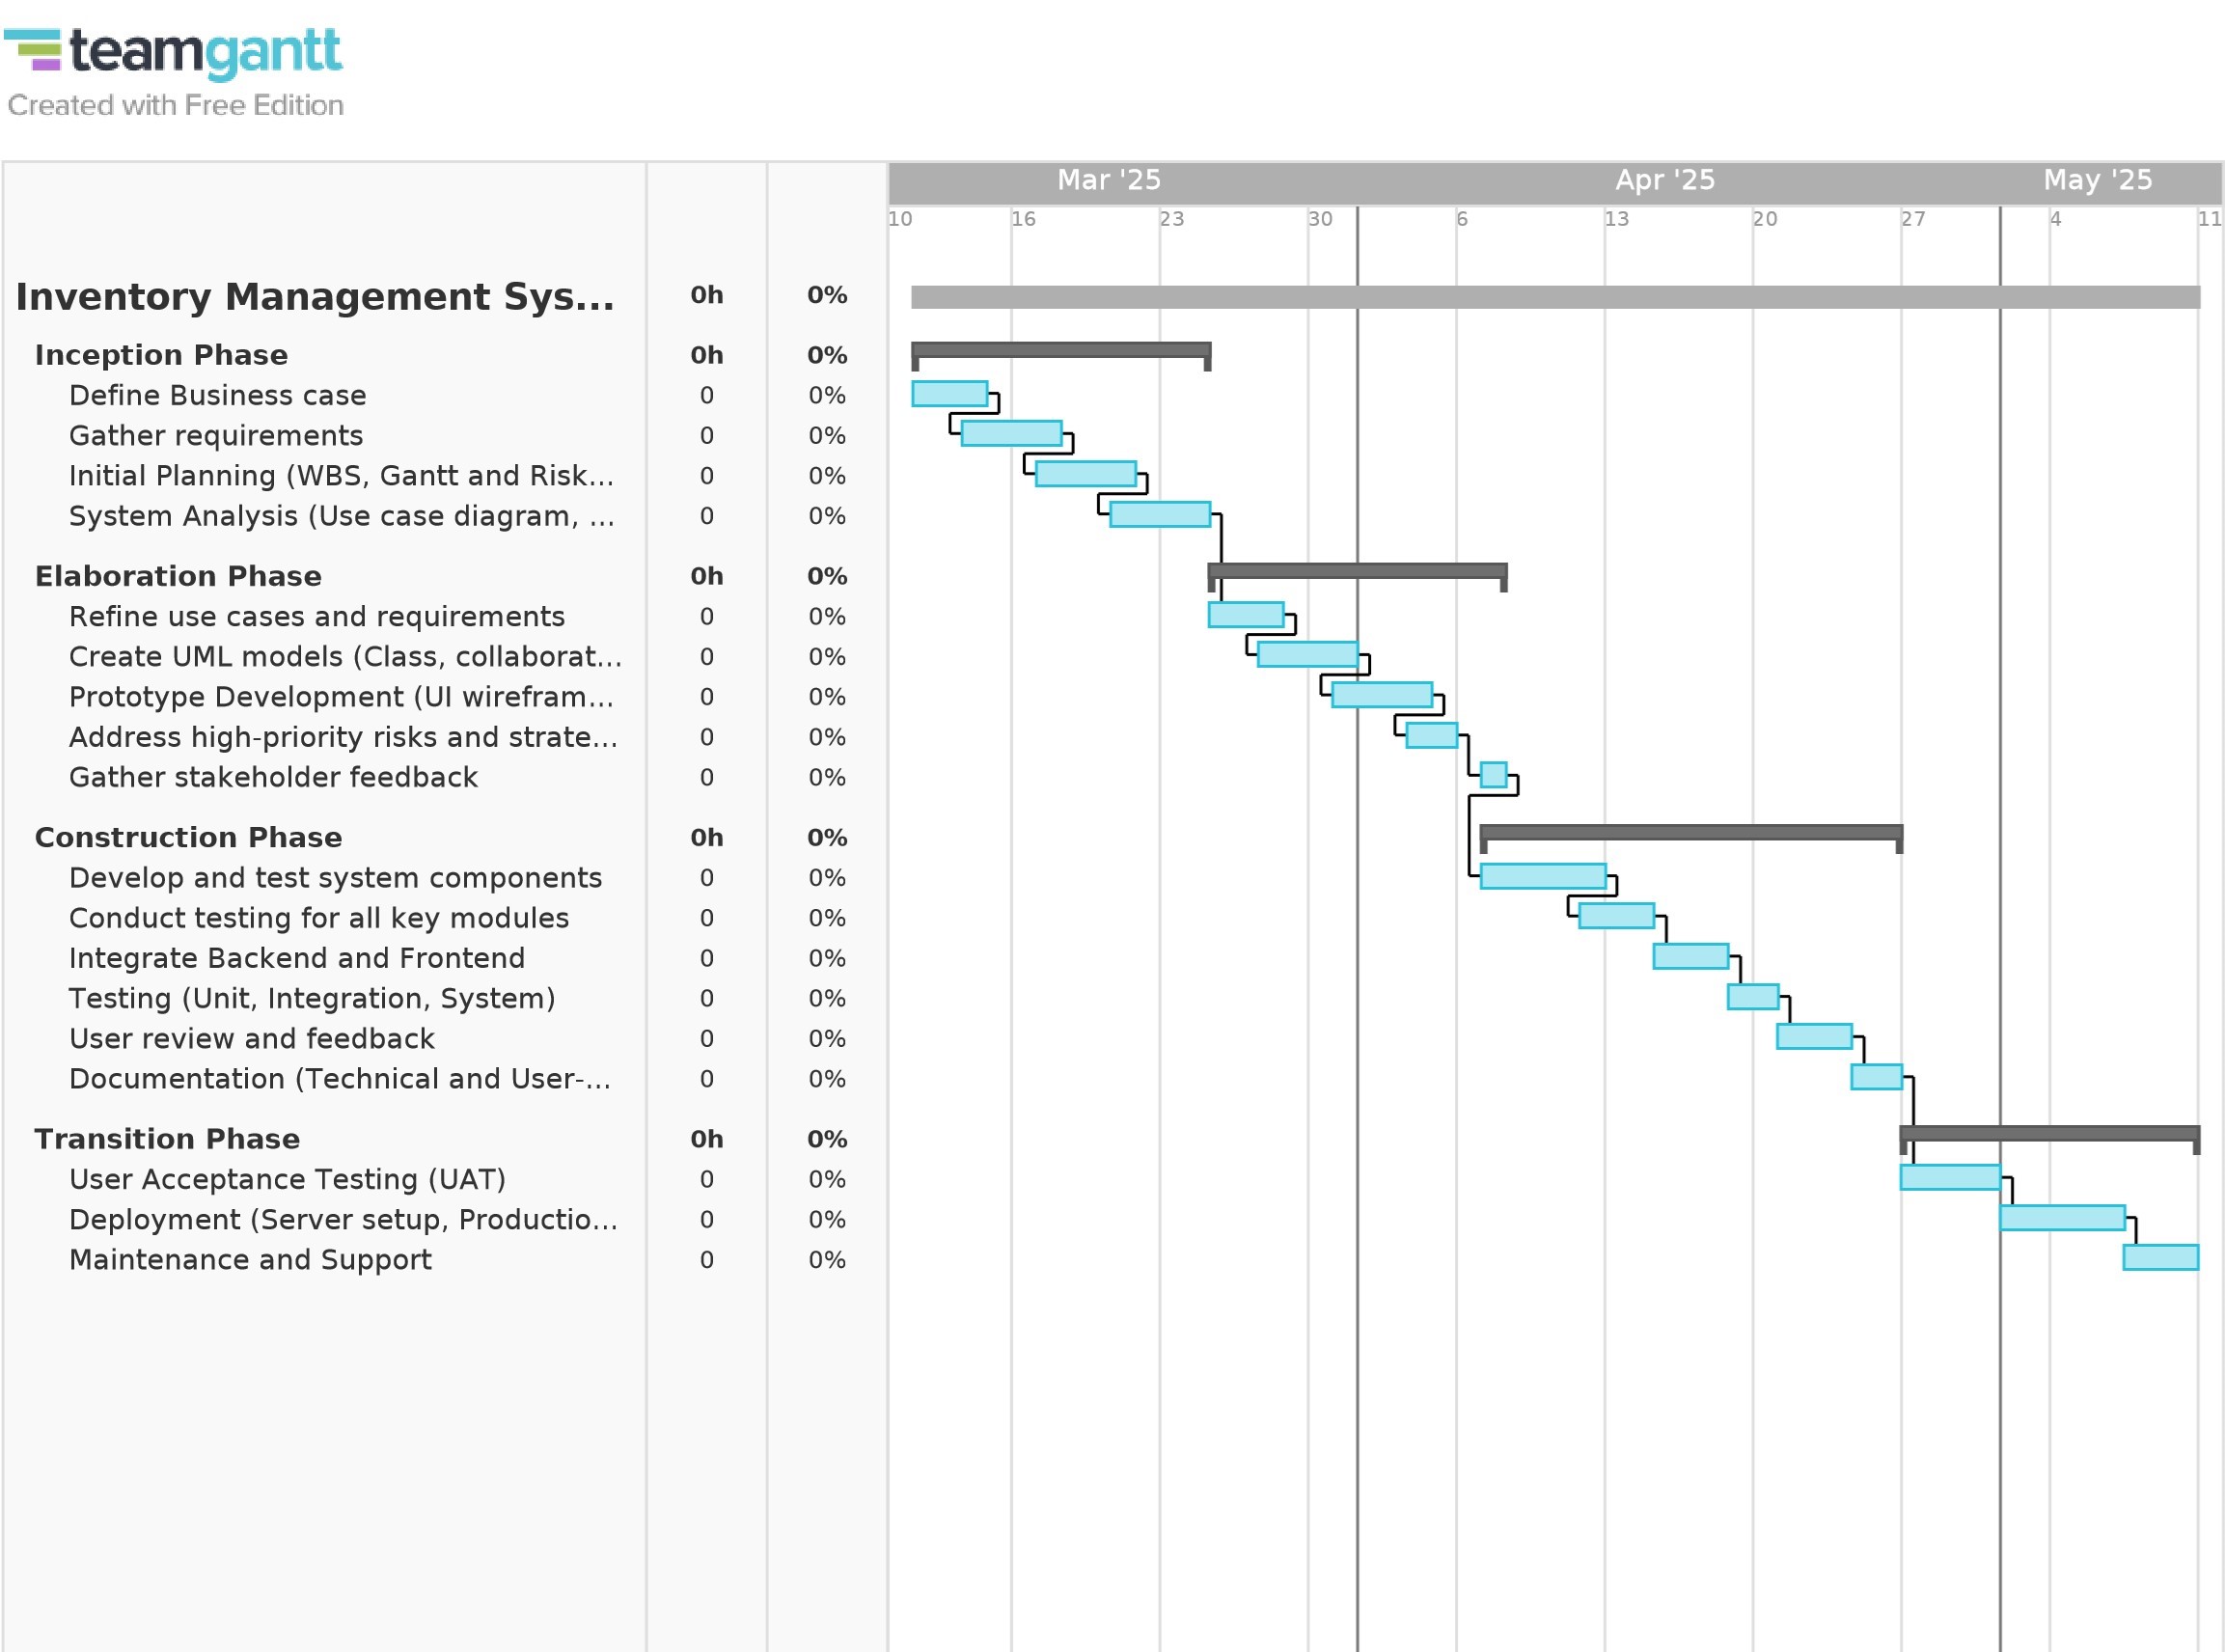 teamgantt
Created with Free Edition
Mar '25 Apr '25 May '25
10 16 23 30 6 13 20 27 4 11
Inventory Management Sys... 0h 0%
Inception Phase 0h 0%
Define Business case 0 0%
Gather requirements 0 0%
Initial Planning (WBS, Gantt and Risk... 0 0%
System Analysis (Use case diagram, ... 0 0%
Elaboration Phase 0h 0%
Refine use cases and requirements 0 0%
Create UML models (Class, collaborat... 0 0%
Prototype Development (UI wirefram... 0 0%
Address high-priority risks and strate... 0 0%
Gather stakeholder feedback 0 0%
Construction Phase 0h 0%
Develop and test system components 0 0%
Conduct testing for all key modules 0 0%
Integrate Backend and Frontend 0 0%
Testing (Unit, Integration, System) 0 0%
User review and feedback 0 0%
Documentation (Technical and User-... 0 0%
Transition Phase 0h 0%
User Acceptance Testing (UAT) 0 0%
Deployment (Server setup, Productio... 0 0%
Maintenance and Support 0 0%